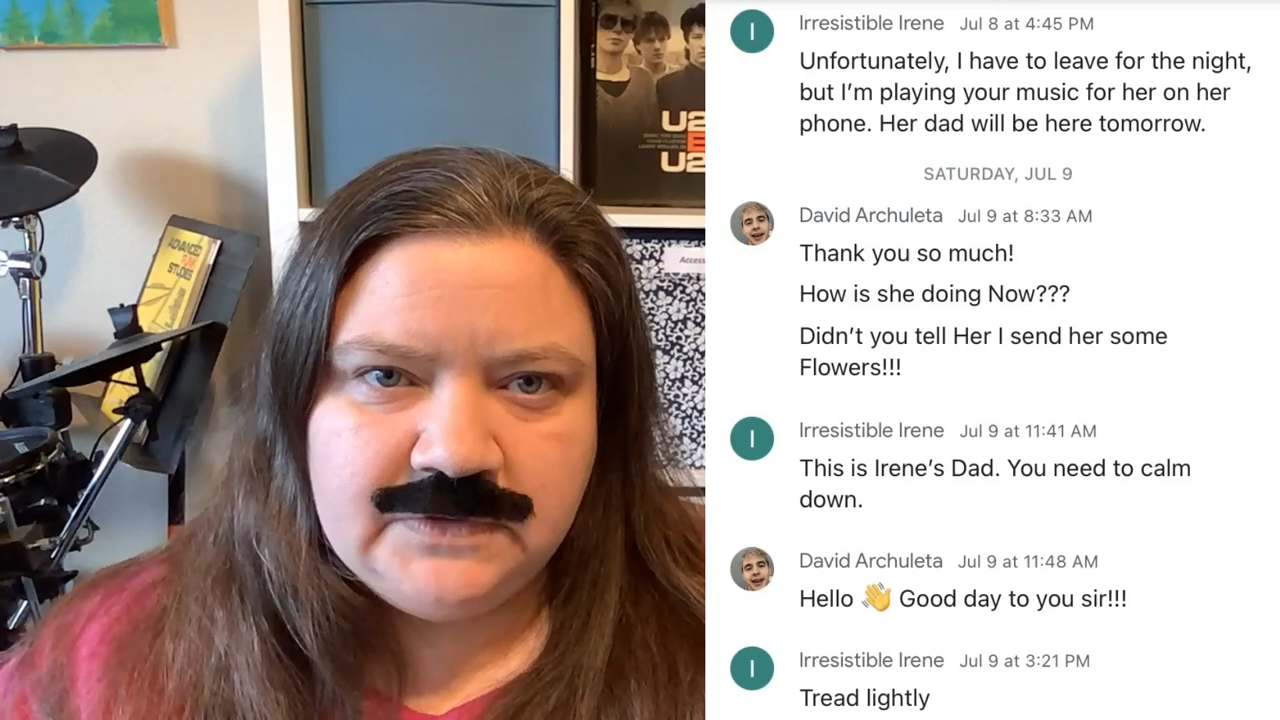 U2
3
U2
ADVANCED
FUNK
STUDIES
Access
Irresistible Irene Jul 8 at 4:45 PM
Unfortunately, I have to leave for the night,
but I’m playing your music for her on her
phone. Her dad will be here tomorrow.
SATURDAY, JUL 9
David Archuleta Jul 9 at 8:33 AM
Thank you so much!
How is she doing Now???
Didn’t you tell Her I send her some
Flowers!!!
I
Irresistible Irene Jul 9 at 11:41 AM
This is Irene’s Dad. You need to calm
down.
David Archuleta Jul 9 at 11:48 AM
Hello 👋 Good day to you sir!!!
I
Irresistible Irene Jul 9 at 3:21 PM
Tread lightly